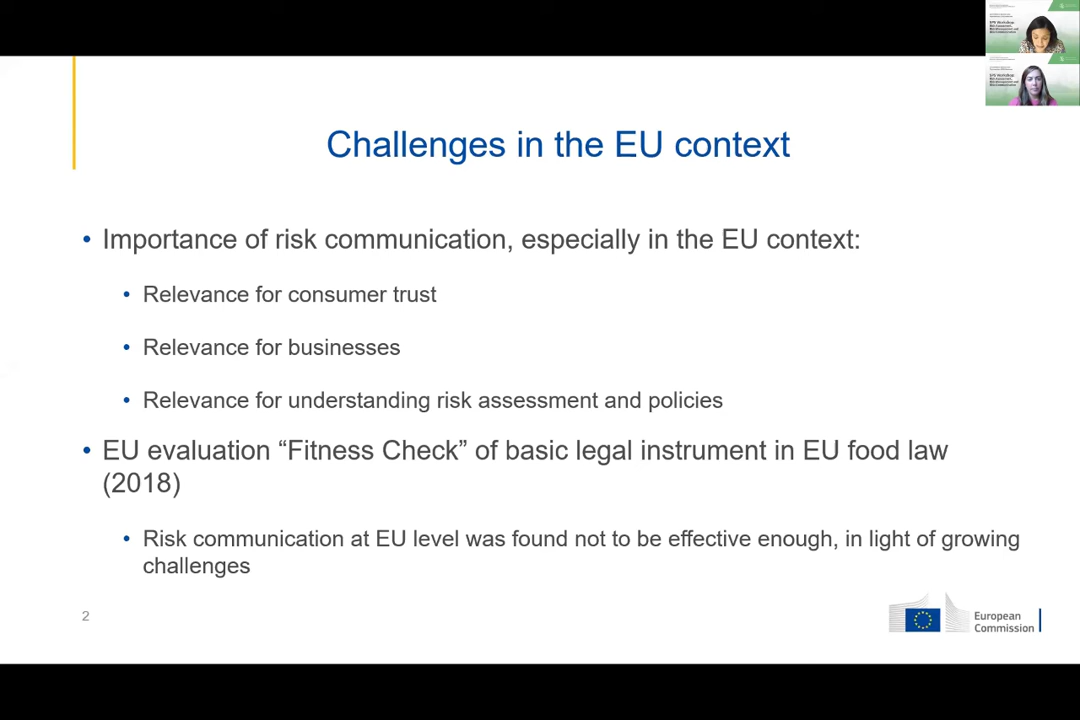 Challenges in the EU context
• Importance of risk communication, especially in the EU context:
• Relevance for consumer trust
• Relevance for businesses
• Relevance for understanding risk assessment and policies
• EU evaluation “Fitness Check” of basic legal instrument in EU food law
(2018)
• Risk communication at EU level was found not to be effective enough, in light of growing
challenges
2
European
Commission